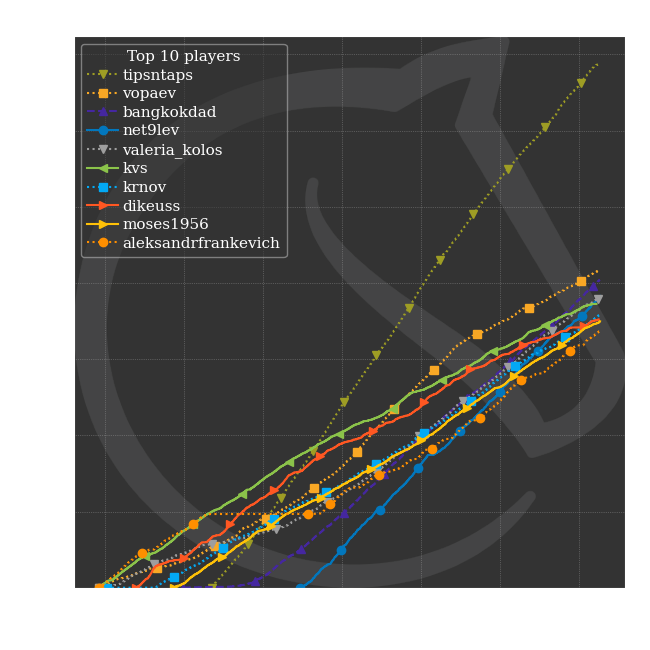 Top 10 players
tipsntaps
vopaev
bangkokdad
net9lev
valeria_kolos
kvs
krnov
dikeuss
moses1956
aleksandrfrankevich